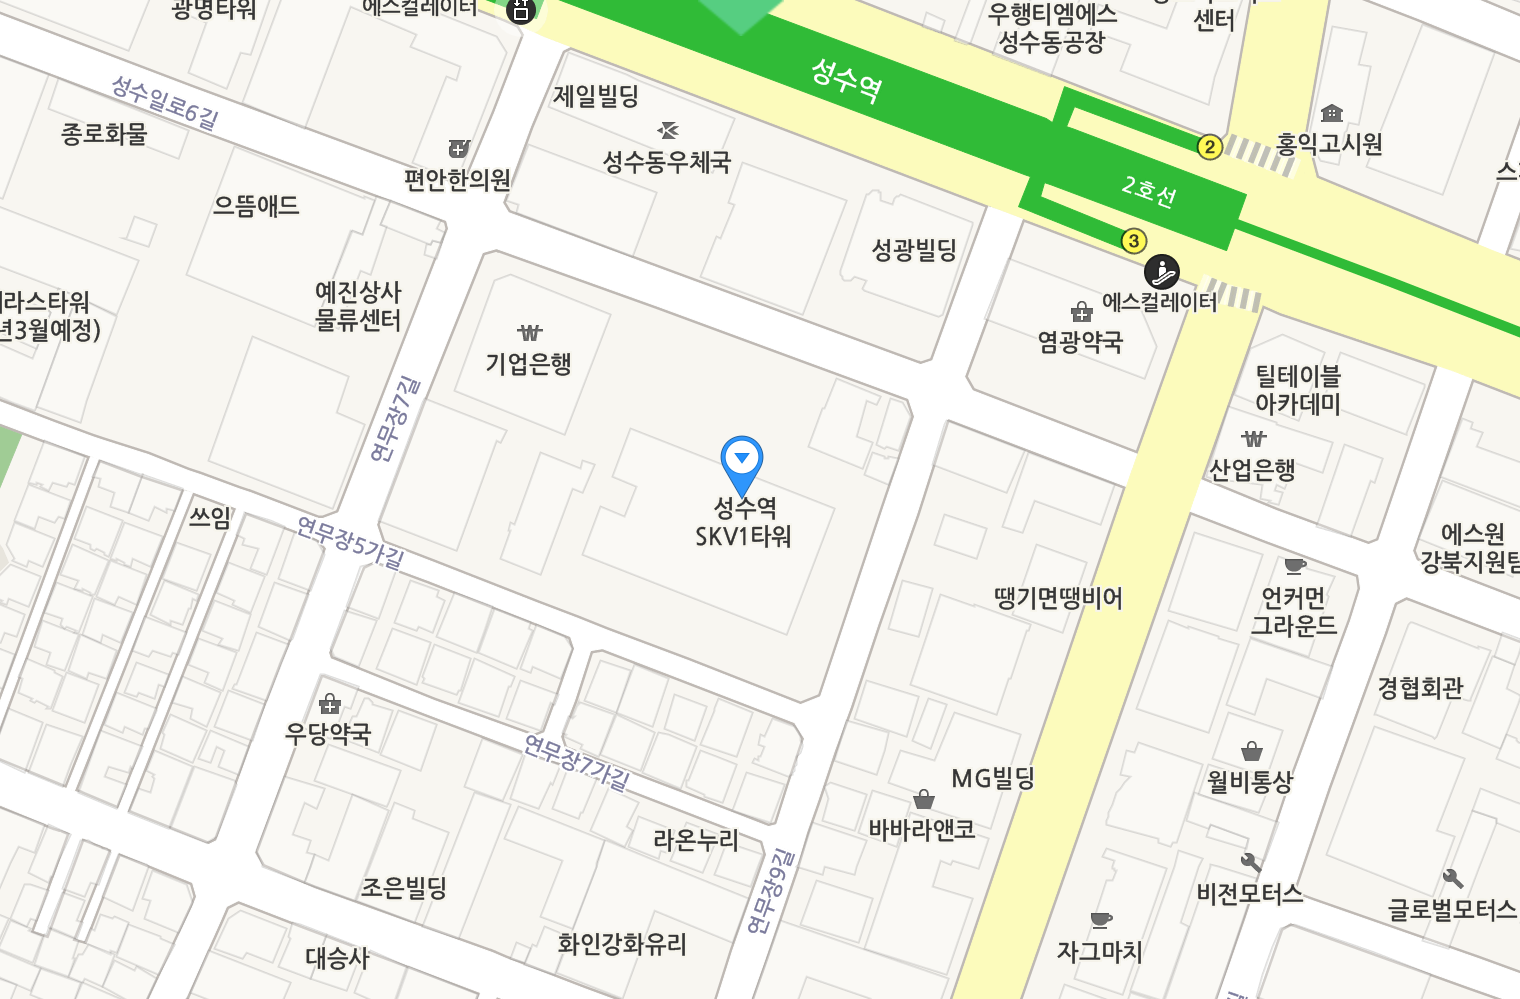 광명타워
에스컬레이터
우행티엠에스
성수동공장
센터
성수역
제일빌딩
성수일로6길
종로화물
성수동우체국
편안한의원
2
홍익고시원
2호선
으뜸애드
3
성광빌딩
에스컬레이터
염광약국
예진상사
물류센터
라스타워
년3월예정)
기업은행
틸테이블
아카데미
연무장7길
산업은행
쓰임
연무장5가길
성수역
SKV1타워
에스원
강북지원팀
땡기면땡비어
언커먼
그라운드
경협회관
우당약국
연무장7가길
MG빌딩
월비통상
바바라앤코
라온누리
조은빌딩
연무장9길
비전모터스
글로벌모터스
대승사
화인강화유리
자그마치